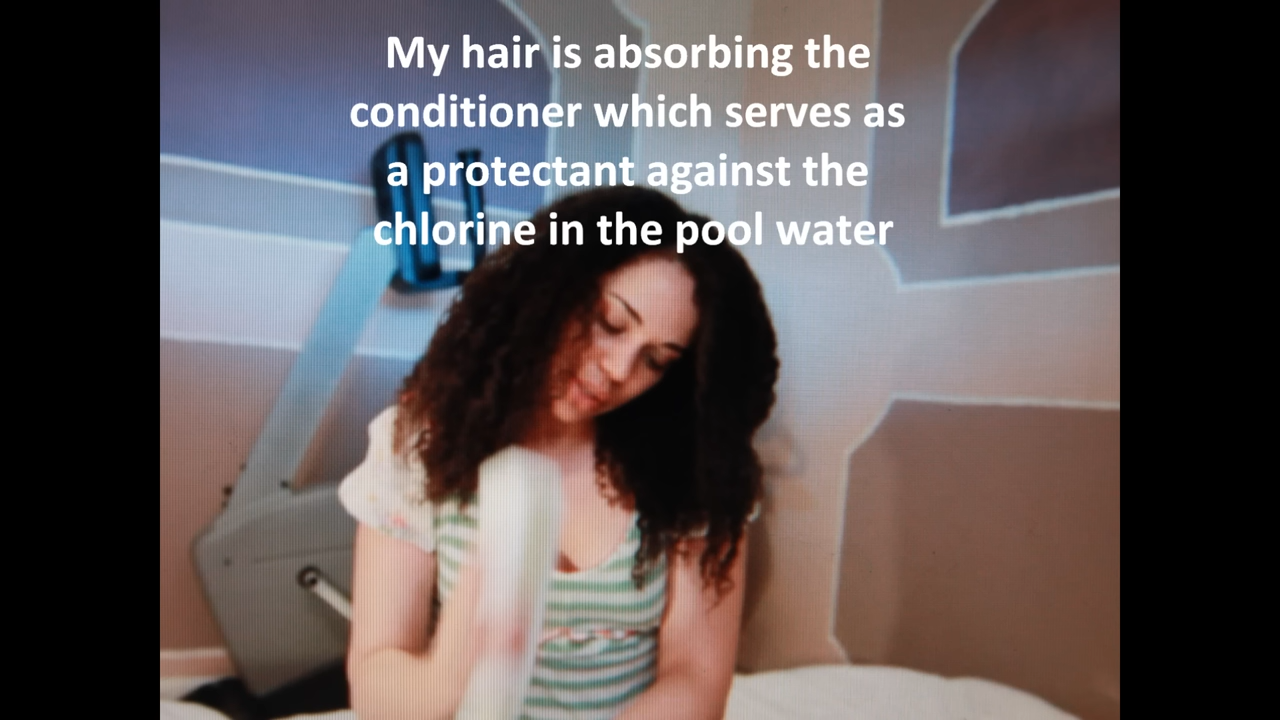 My hair is absorbing the
conditioner which serves as
a protectant against the
chlorine in the pool water